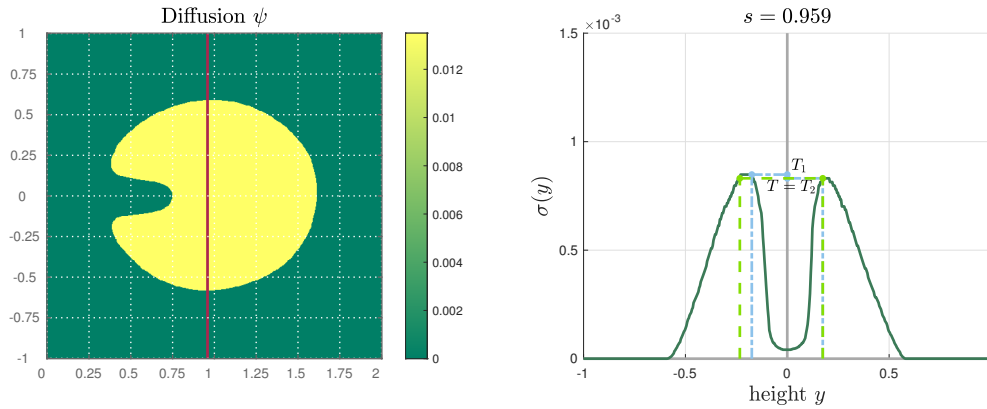 Diffusion ψ
1
0.75
0.5
0.25
0
-0.25
-0.5
-0.75
-1
0 0.25 0.5 0.75 1 1.25 1.5 1.75 2
0.012
0.01
0.008
0.006
0.004
0.002
0
×10⁻³
s = 0.959
1.5
1
0.5
0
σ(y)
T₁
T = T₂
-1 -0.5 0 0.5
height y